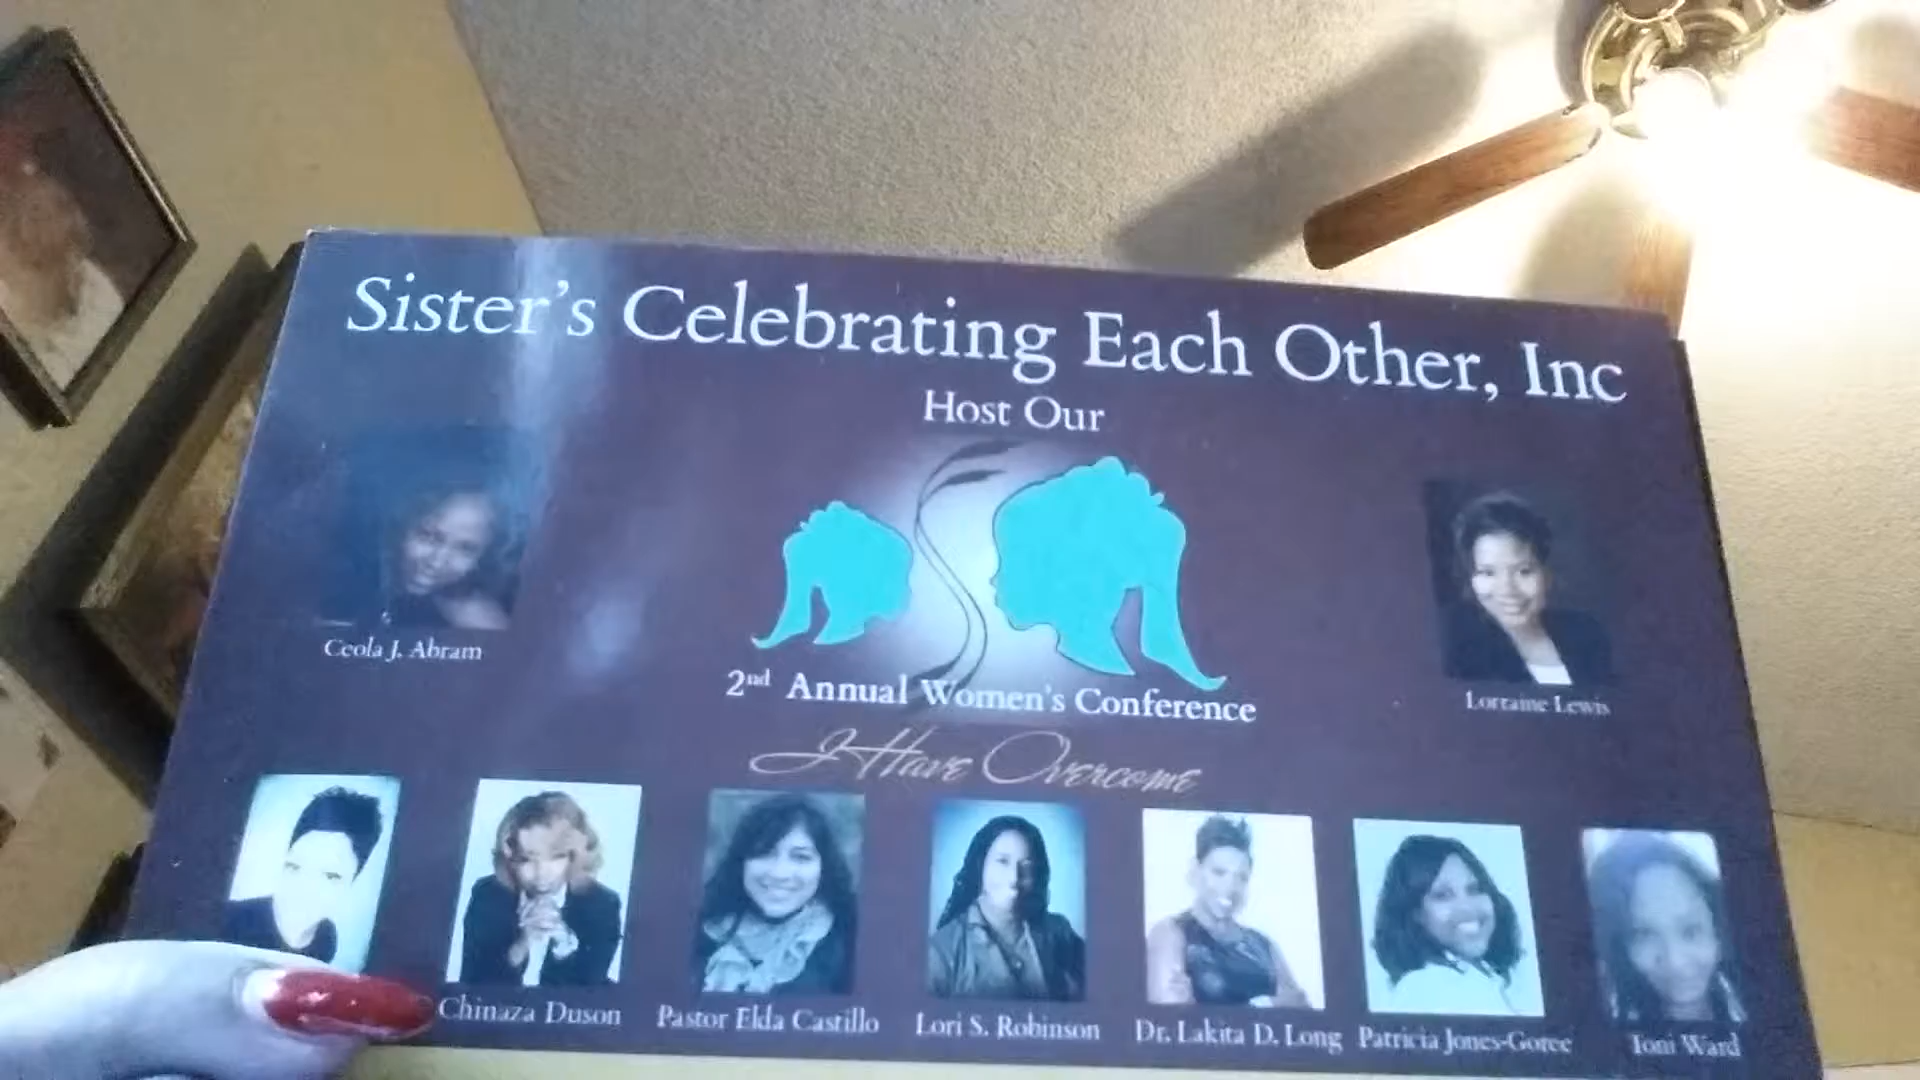 Sister's Celebrating Each Other, Inc
Host Our
Ceola J. Abram
Lorraine Lewis
2nd Annual Women's Conference
I Have Overcome
Chinaza Duson
Pastor Elda Castillo
Lori S. Robinson
Dr. Lakita D. Long
Patricia Jones-Goree
Toni Ward